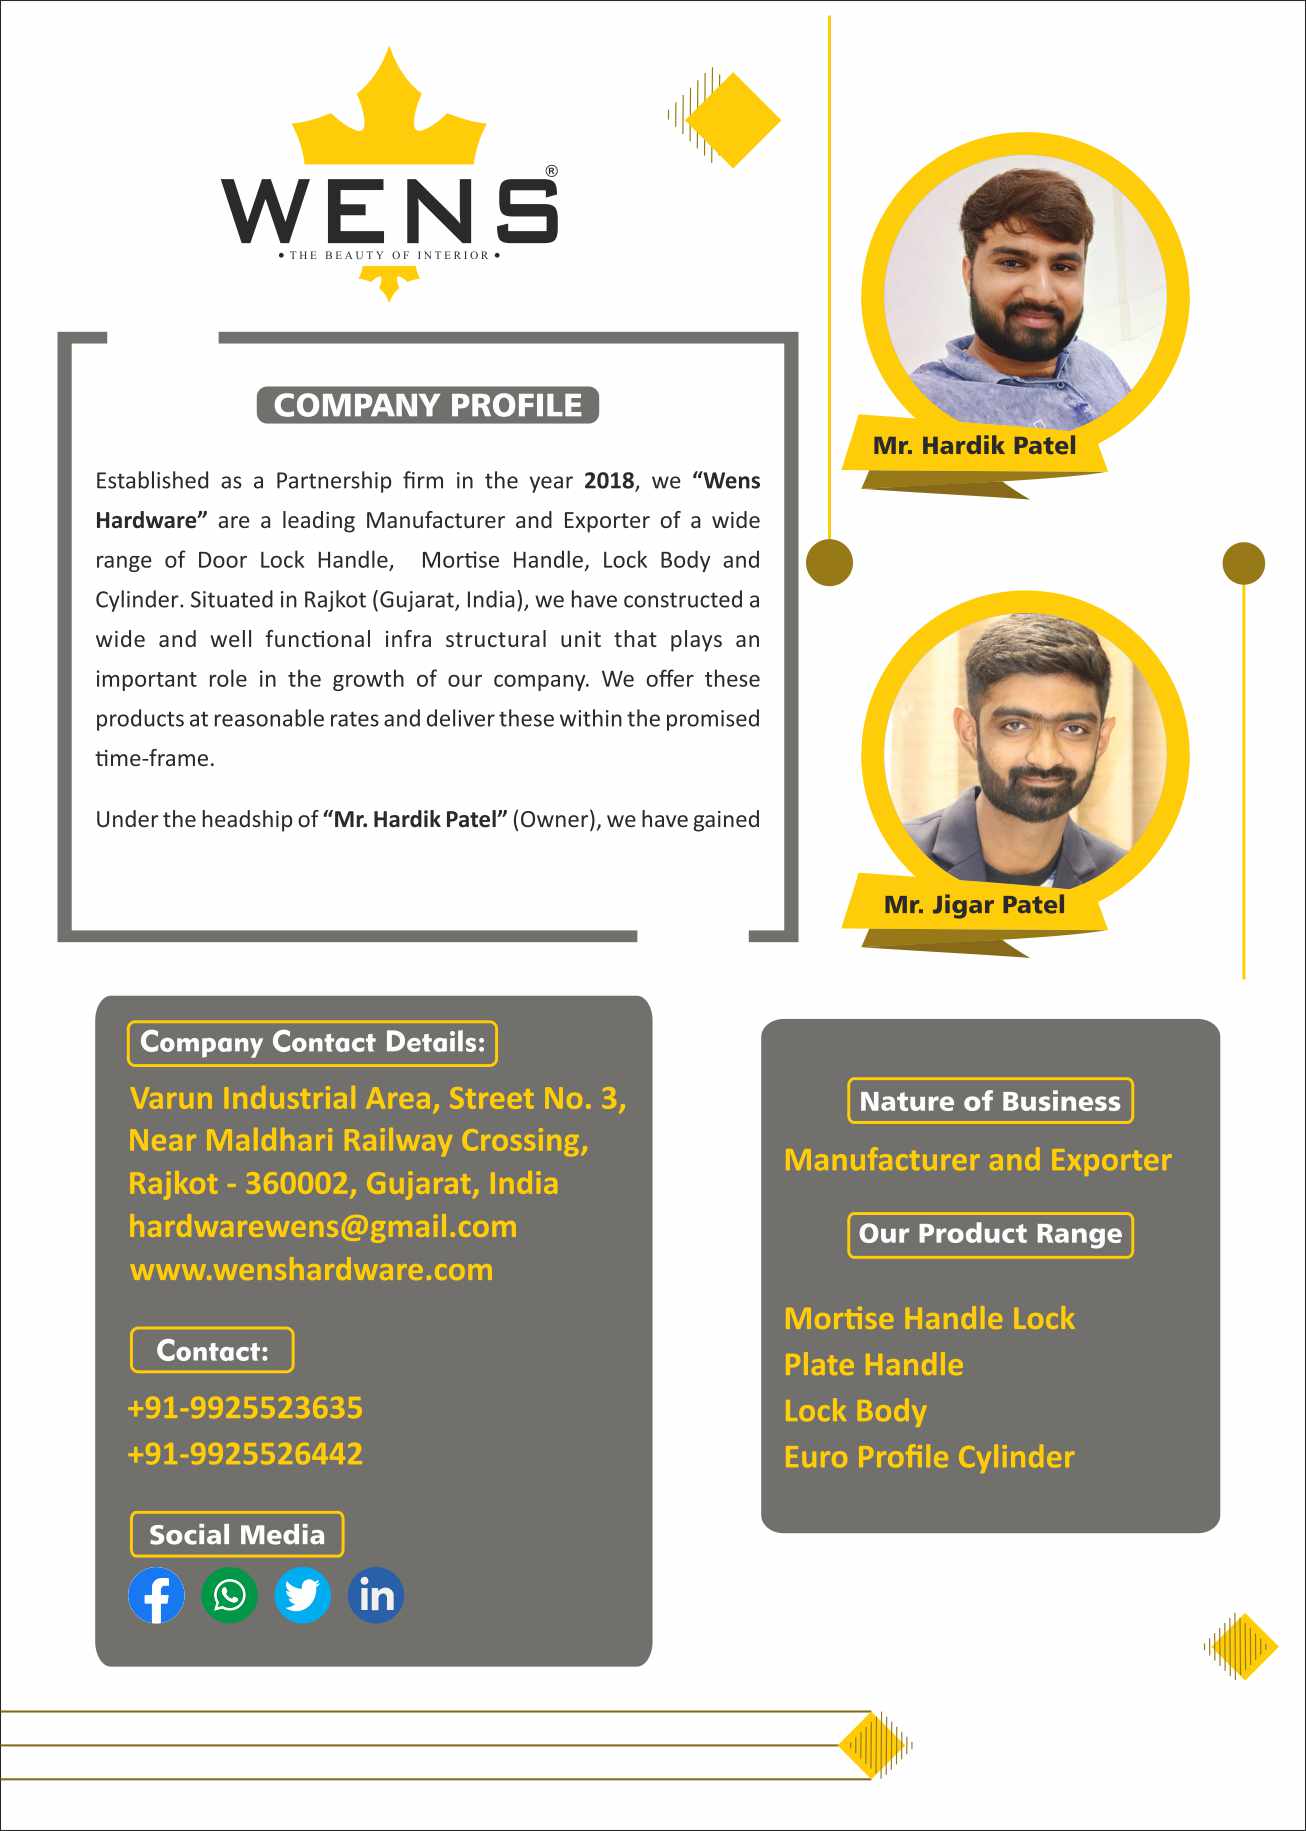 WENS®
• THE BEAUTY OF INTERIOR •
COMPANY PROFILE
Established as a Partnership firm in the year 2018, we “Wens
Hardware” are a leading Manufacturer and Exporter of a wide
range of Door Lock Handle, Mortise Handle, Lock Body and
Cylinder. Situated in Rajkot (Gujarat, India), we have constructed a
wide and well functional infra structural unit that plays an
important role in the growth of our company. We offer these
products at reasonable rates and deliver these within the promised
time-frame.
Under the headship of “Mr. Hardik Patel” (Owner), we have gained
Mr. Hardik Patel
Mr. Jigar Patel
Company Contact Details:
Varun Industrial Area, Street No. 3,
Near Maldhari Railway Crossing,
Rajkot - 360002, Gujarat, India
hardwarewens@gmail.com
www.wenshardware.com
Contact:
+91-9925523635
+91-9925526442
Social Media
Nature of Business
Manufacturer and Exporter
Our Product Range
Mortise Handle Lock
Plate Handle
Lock Body
Euro Profile Cylinder